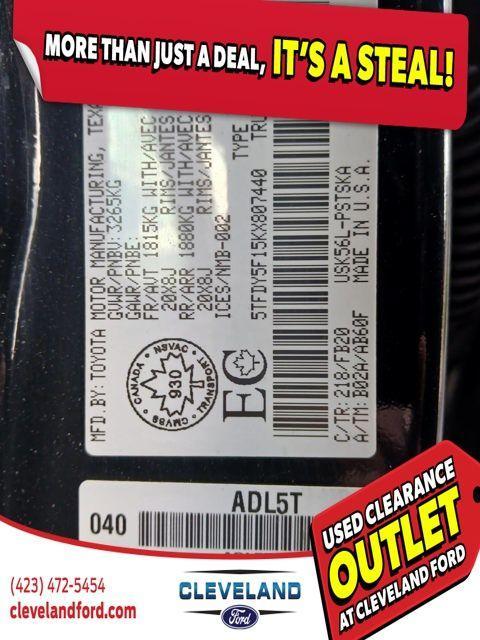 MORE THAN JUST A DEAL, IT'S A STEAL!
MFD.BY: TOYOTA MOTOR MANUFACTURING, TEXA
GVWR/PNBV: 3265KG
GAWR/PNBE:
FR/AVT 1815KG WITH/AVEC
20X8J RIMS/JANTES
RR/ARR 1880KG WITH/AVEC
20X8J RIMS/JANTES
ICES/NMB-002
5TFDY5F15KX807440 TYPE
TRU
C/TR: 218/FB20 USK56L-PSTSKA
A/TM: B02A/AB60F MADE IN U.S.A.
CANADA NSVAC TRANSPORT CMVSS
930
EC
040 ADL5T
USED CLEARANCE
OUTLET
AT CLEVELAND FORD
(423) 472-5454
clevelandford.com
CLEVELAND
Ford